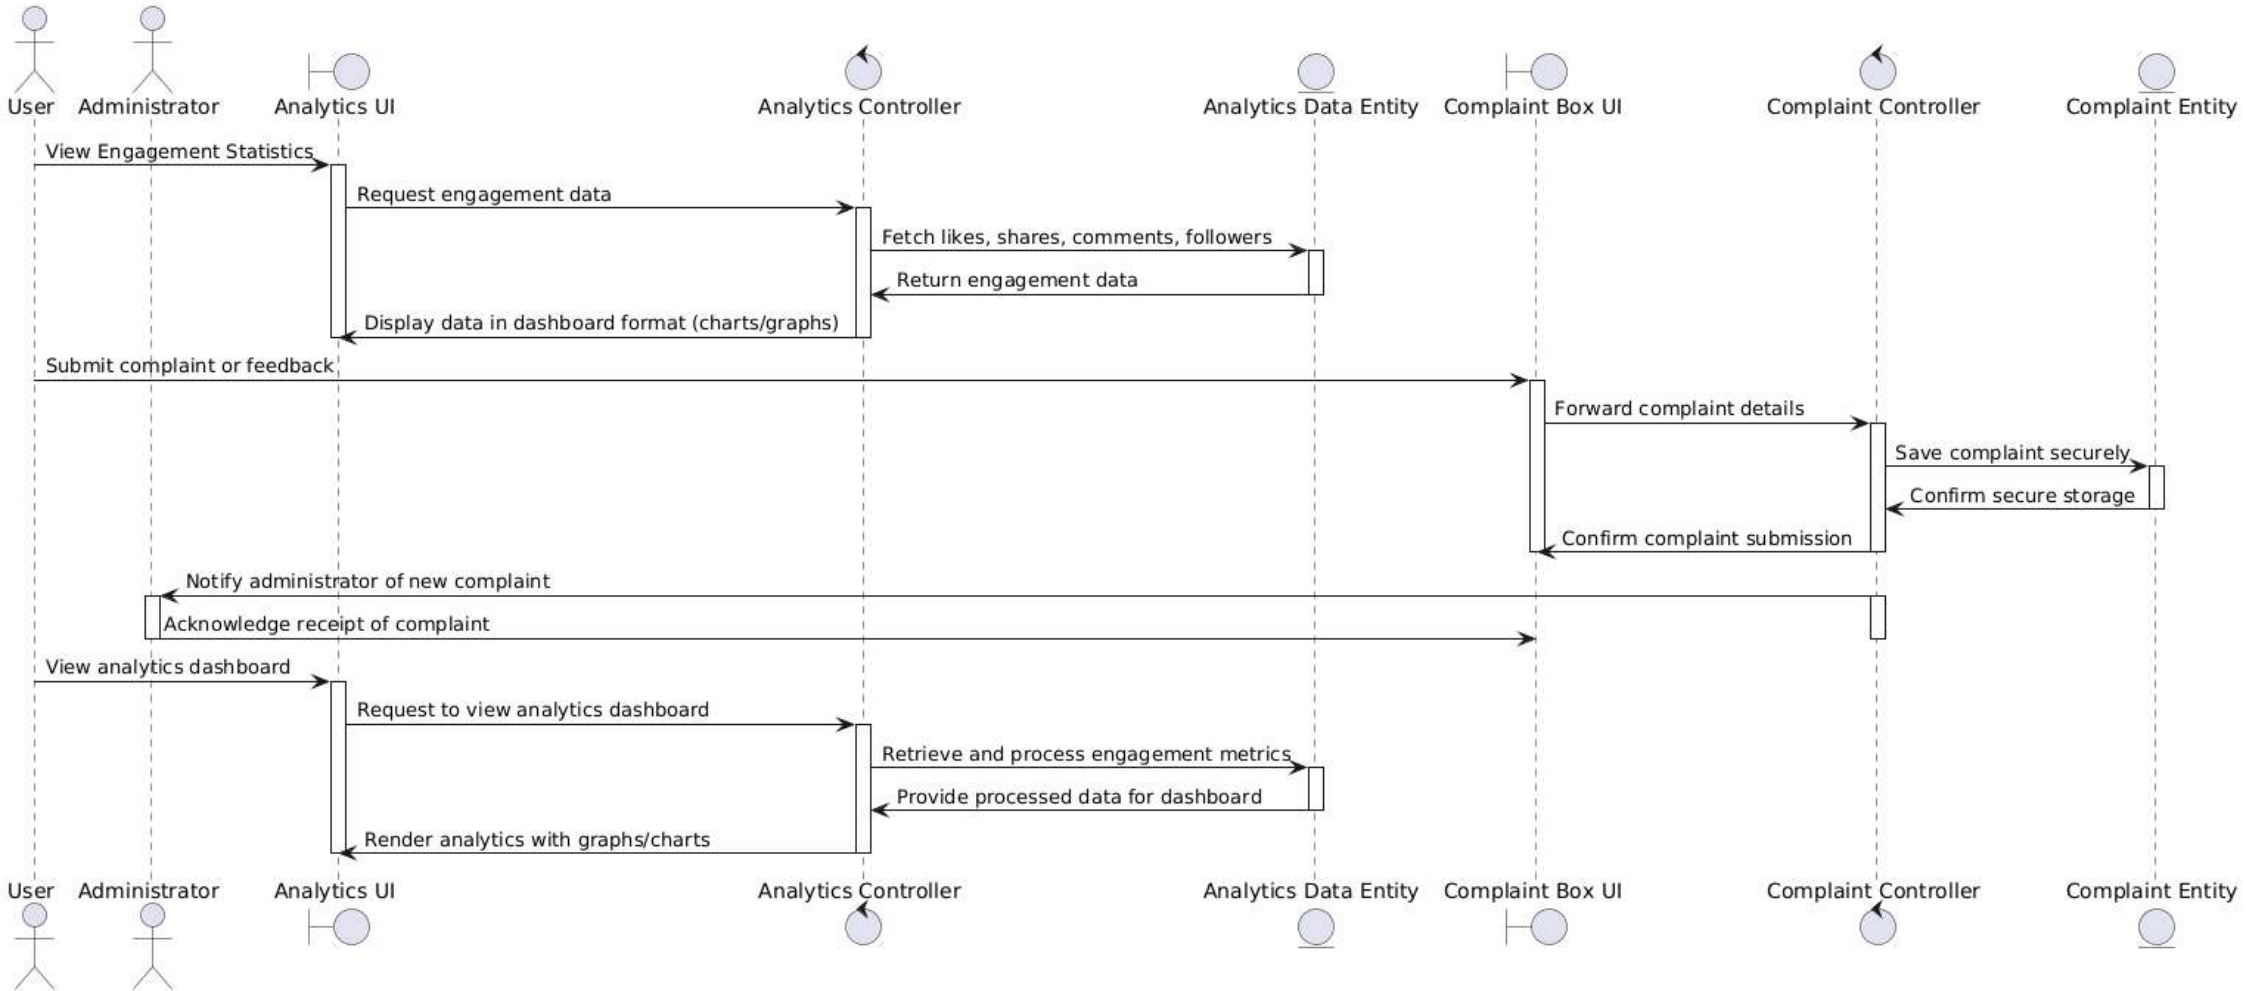 User
Administrator
Analytics UI
Analytics Controller
Analytics Data Entity
Complaint Box UI
Complaint Controller
Complaint Entity
View Engagement Statistics
Request engagement data
Fetch likes, shares, comments, followers
Return engagement data
Display data in dashboard format (charts/graphs)
Submit complaint or feedback
Forward complaint details
Save complaint securely
Confirm secure storage
Confirm complaint submission
Notify administrator of new complaint
Acknowledge receipt of complaint
View analytics dashboard
Request to view analytics dashboard
Retrieve and process engagement metrics
Provide processed data for dashboard
Render analytics with graphs/charts
User
Administrator
Analytics UI
Analytics Controller
Analytics Data Entity
Complaint Box UI
Complaint Controller
Complaint Entity